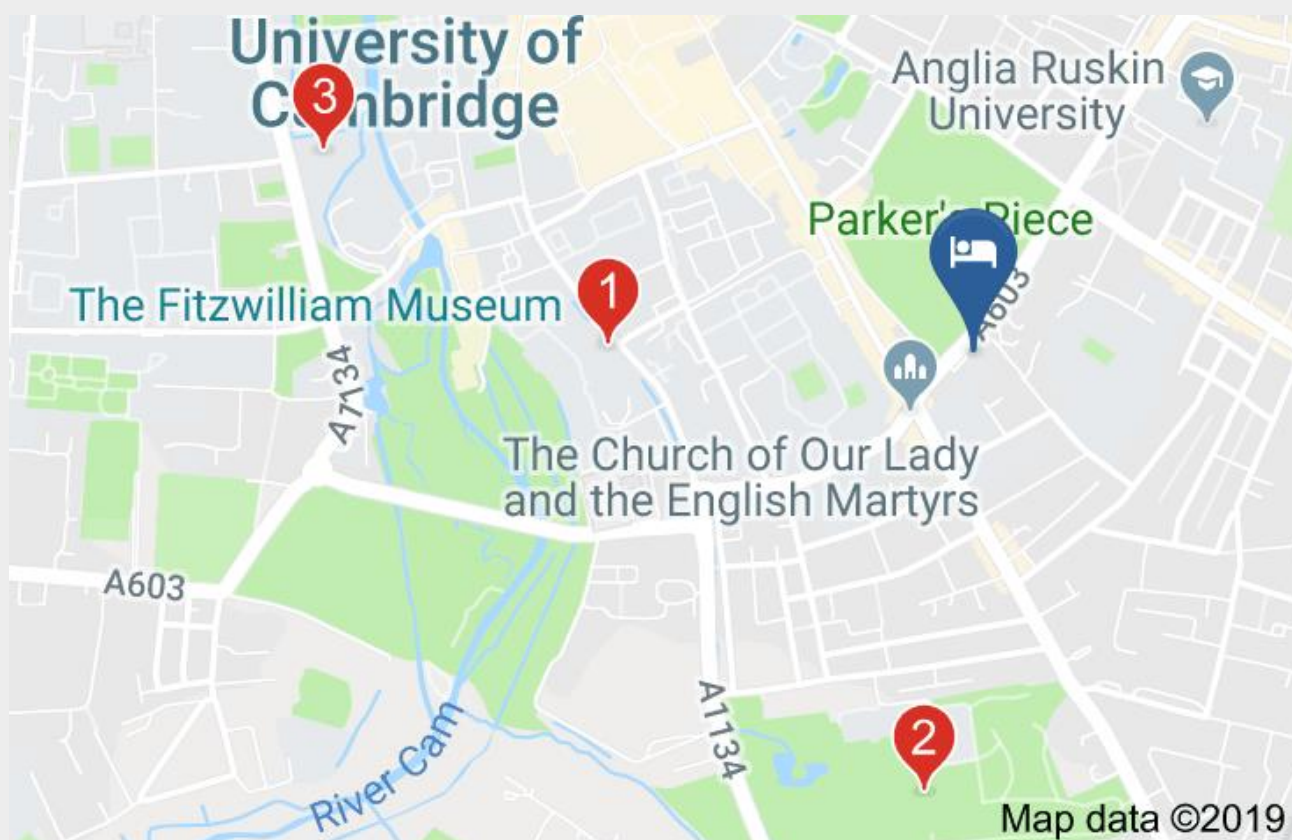 University of
Cambridge
3
Anglia Ruskin
University
Parker's Piece
The Fitzwilliam Museum
1
A603
A7134
The Church of Our Lady
and the English Martyrs
A603
A1134
2
River Cam
Map data ©2019